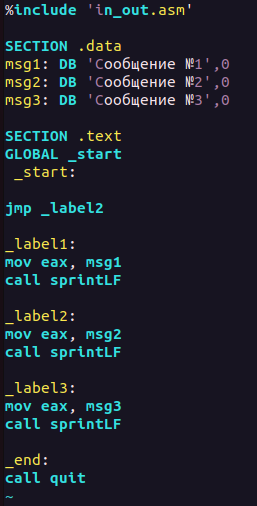 %include 'in_out.asm'
SECTION .data
msg1: DB 'Сообщение №1',0
msg2: DB 'Сообщение №2',0
msg3: DB 'Сообщение №3',0
SECTION .text
GLOBAL _start
_start:
jmp _label2
_label1:
mov eax, msg1
call sprintLF
_label2:
mov eax, msg2
call sprintLF
_label3:
mov eax, msg3
call sprintLF
_end:
call quit
~